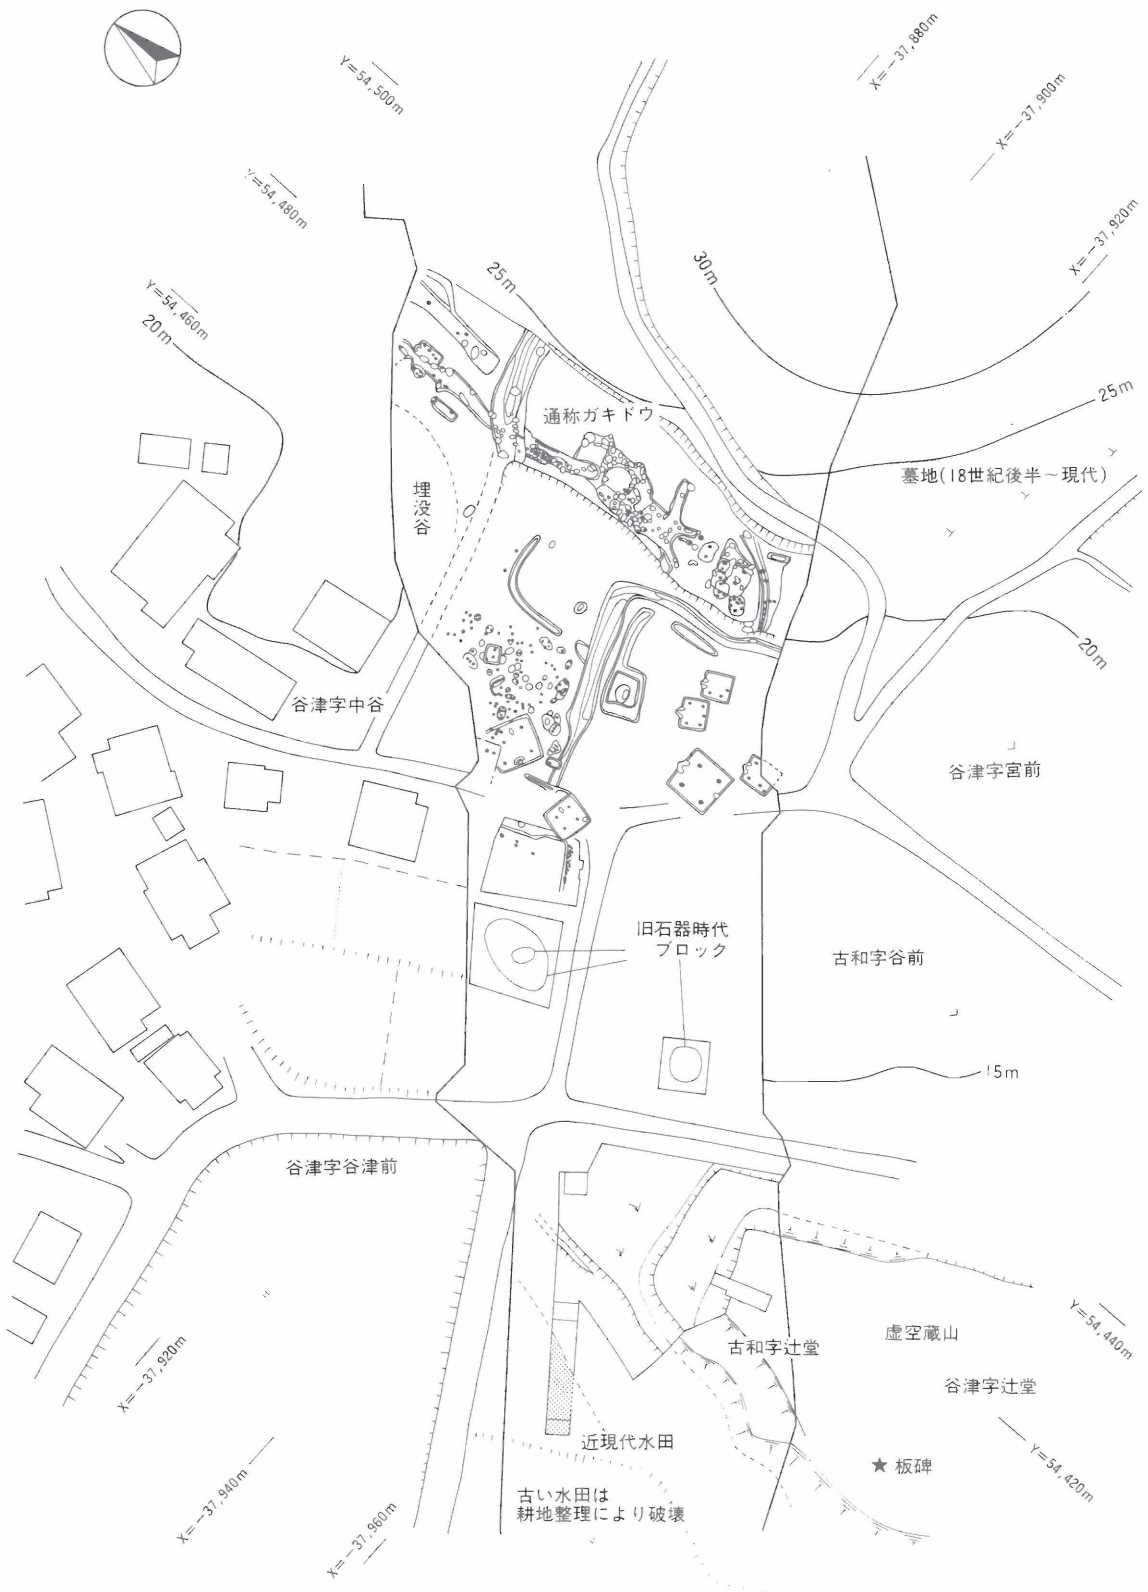 X=-37,880m
Y=54,500m
X=-37,900m
Y=54,480m
X=-37,920m
25m
30m
Y=54,460m
20m
25m
通称ガキドウ
墓地(18世紀後半～現代)
埋没谷
20m
谷津字中谷
谷津字宮前
旧石器時代
ブロック
古和字谷前
15m
谷津字谷津前
Y=54,440m
虚空蔵山
古和字辻堂
X=-37,920m
谷津字辻堂
近現代水田
★ 板碑
Y=54,420m
X=-37,940m
古い水田は
耕地整理により破壊
X=-37,960m